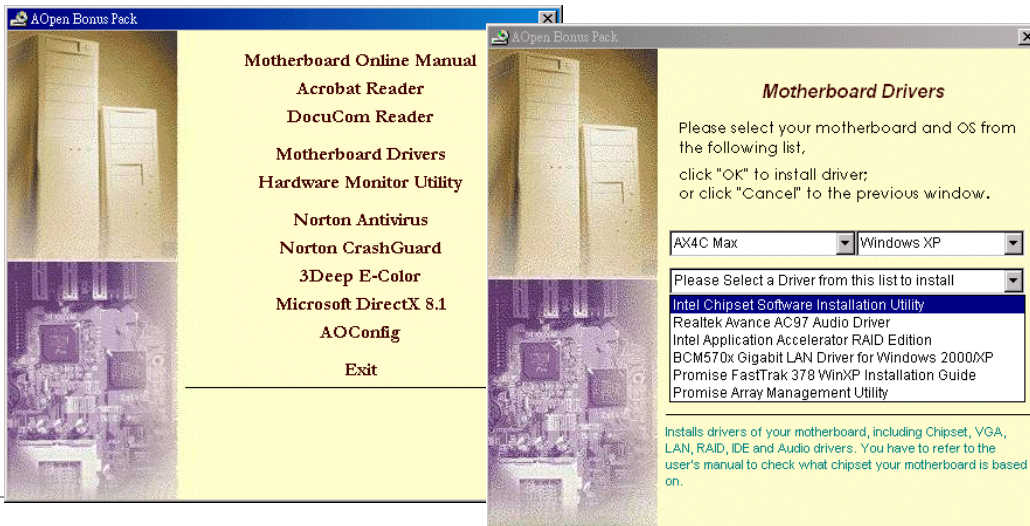 AOpen Bonus Pack
Motherboard Online Manual
Acrobat Reader
DocuCom Reader
Motherboard Drivers
Hardware Monitor Utility
Norton Antivirus
Norton CrashGuard
3Deep E-Color
Microsoft DirectX 8.1
AOConfig
Exit
AOpen Bonus Pack
Motherboard Drivers
Please select your motherboard and OS from
the following list,
click "OK" to install driver;
or click "Cancel" to the previous window.
AX4C Max
Windows XP
Please Select a Driver from this list to install
Intel Chipset Software Installation Utility
Realtek Avance AC97 Audio Driver
Intel Application Accelerator RAID Edition
BCM570x Gigabit LAN Driver for Windows 2000/XP
Promise FastTrak 378 WinXP Installation Guide
Promise Array Management Utility
Installs drivers of your motherboard, including Chipset, VGA,
LAN, RAID, IDE and Audio drivers. You have to refer to the
user's manual to check what chipset your motherboard is based
on.